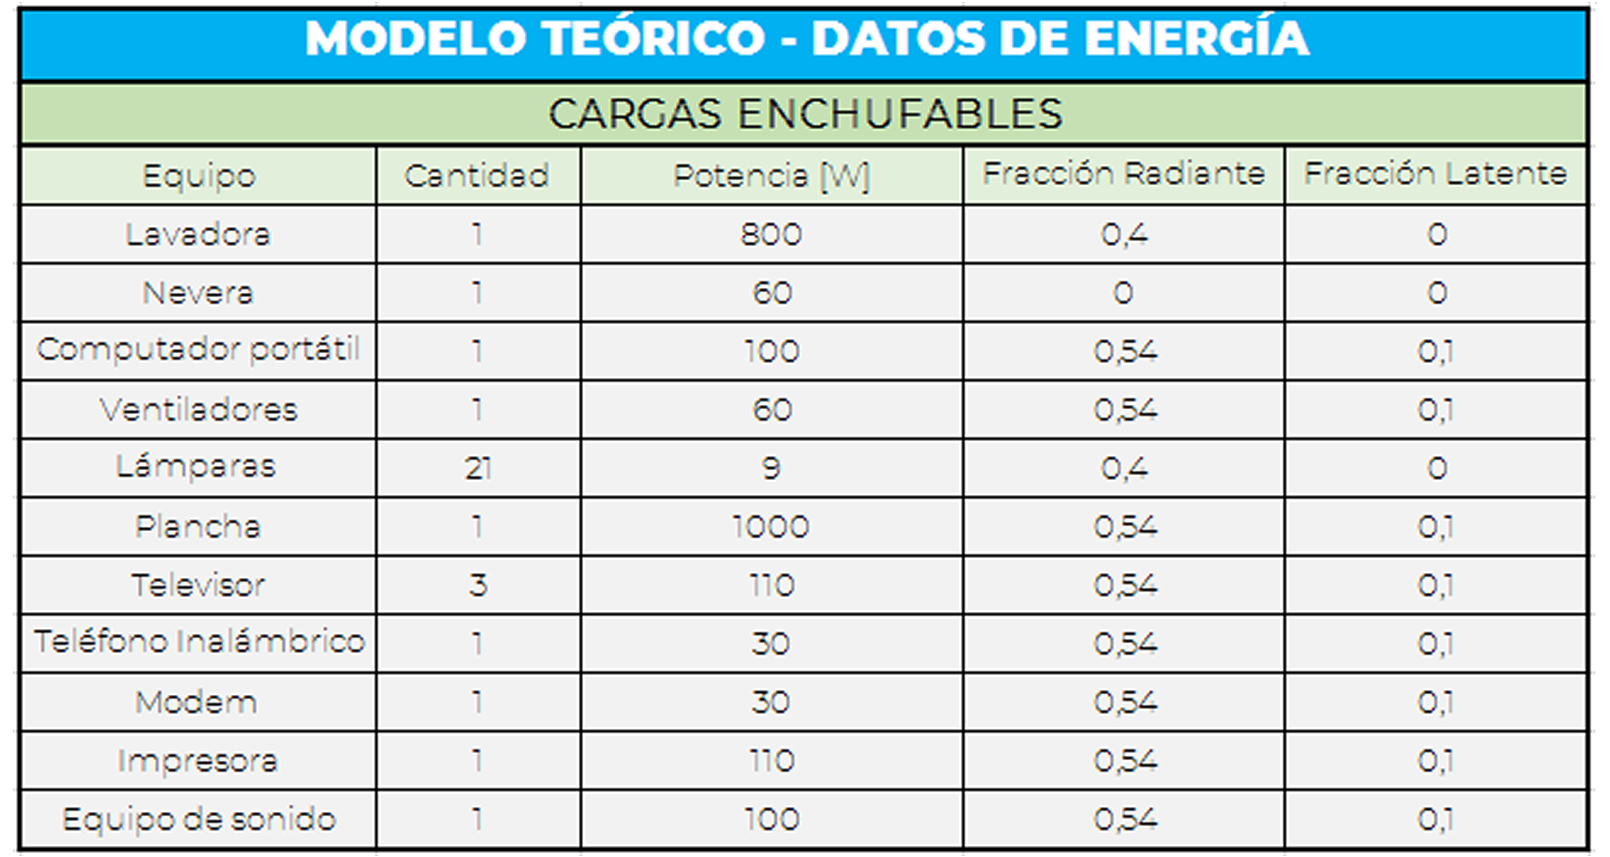 MODELO TEÓRICO - DATOS DE ENERGÍA
CARGAS ENCHUFABLES
Equipo Cantidad Potencia [W] Fracción Radiante Fracción Latente
Lavadora 1 800 0,4 0
Nevera 1 60 0 0
Computador portátil 1 100 0,54 0,1
Ventiladores 1 60 0,54 0,1
Lámparas 21 9 0,4 0
Plancha 1 1000 0,54 0,1
Televisor 3 110 0,54 0,1
Teléfono Inalámbrico 1 30 0,54 0,1
Modem 1 30 0,54 0,1
Impresora 1 110 0,54 0,1
Equipo de sonido 1 100 0,54 0,1